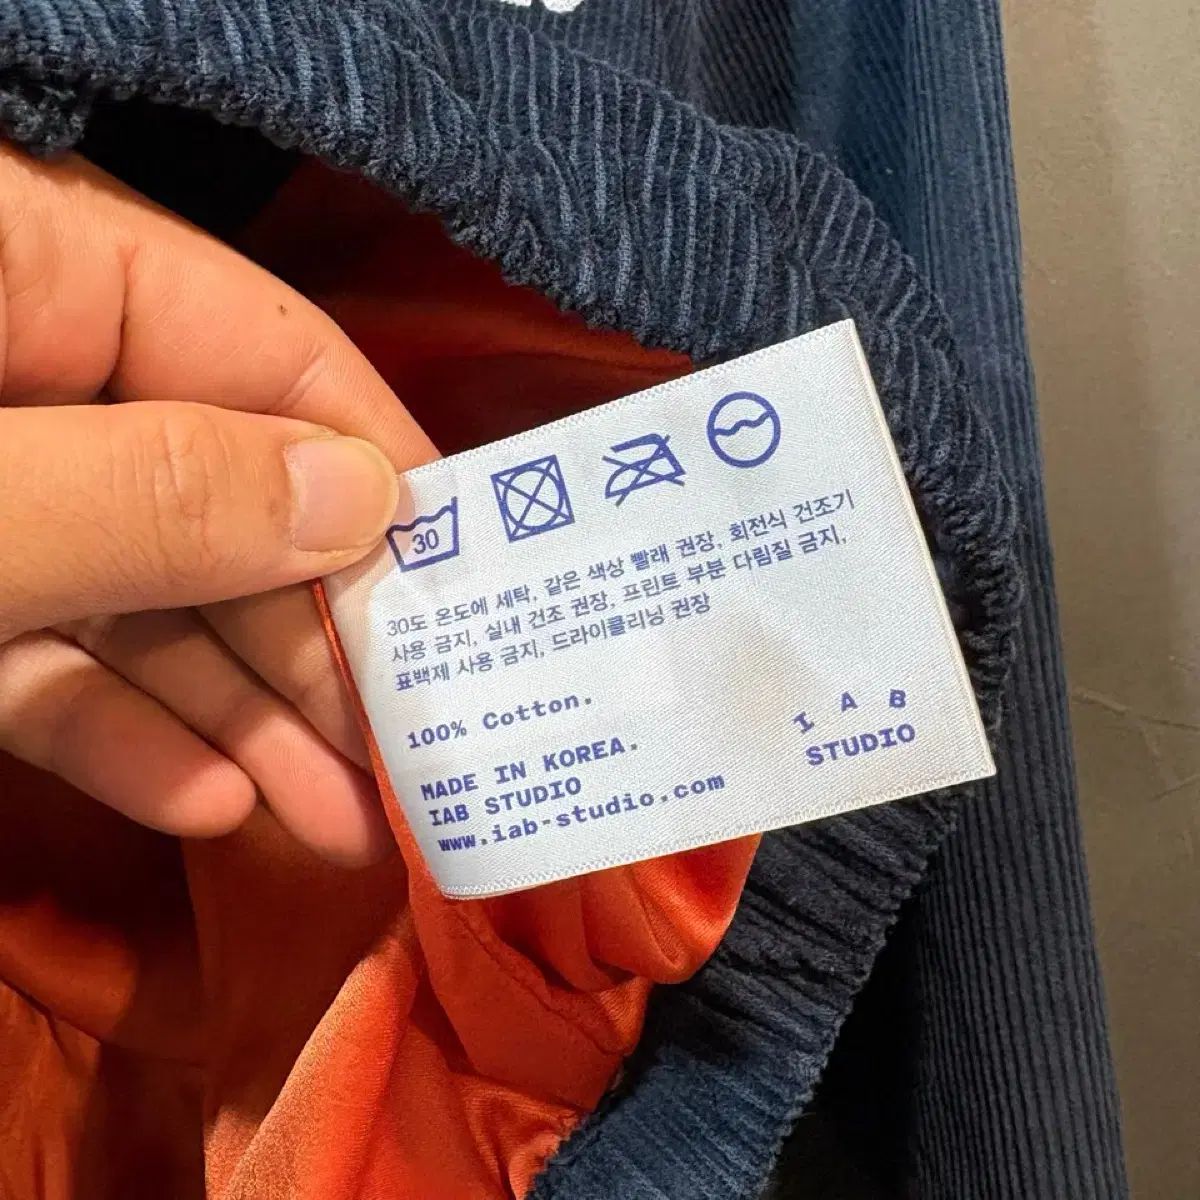 30
30도 온도에 세탁, 같은 색상 빨래 권장, 회전식 건조기
사용 금지, 실내 건조 권장, 프린트 부분 다림질 금지,
표백제 사용 금지, 드라이클리닝 권장
100% Cotton.
MADE IN KOREA.
IAB STUDIO
www.iab-studio.com
I A B
STUDIO